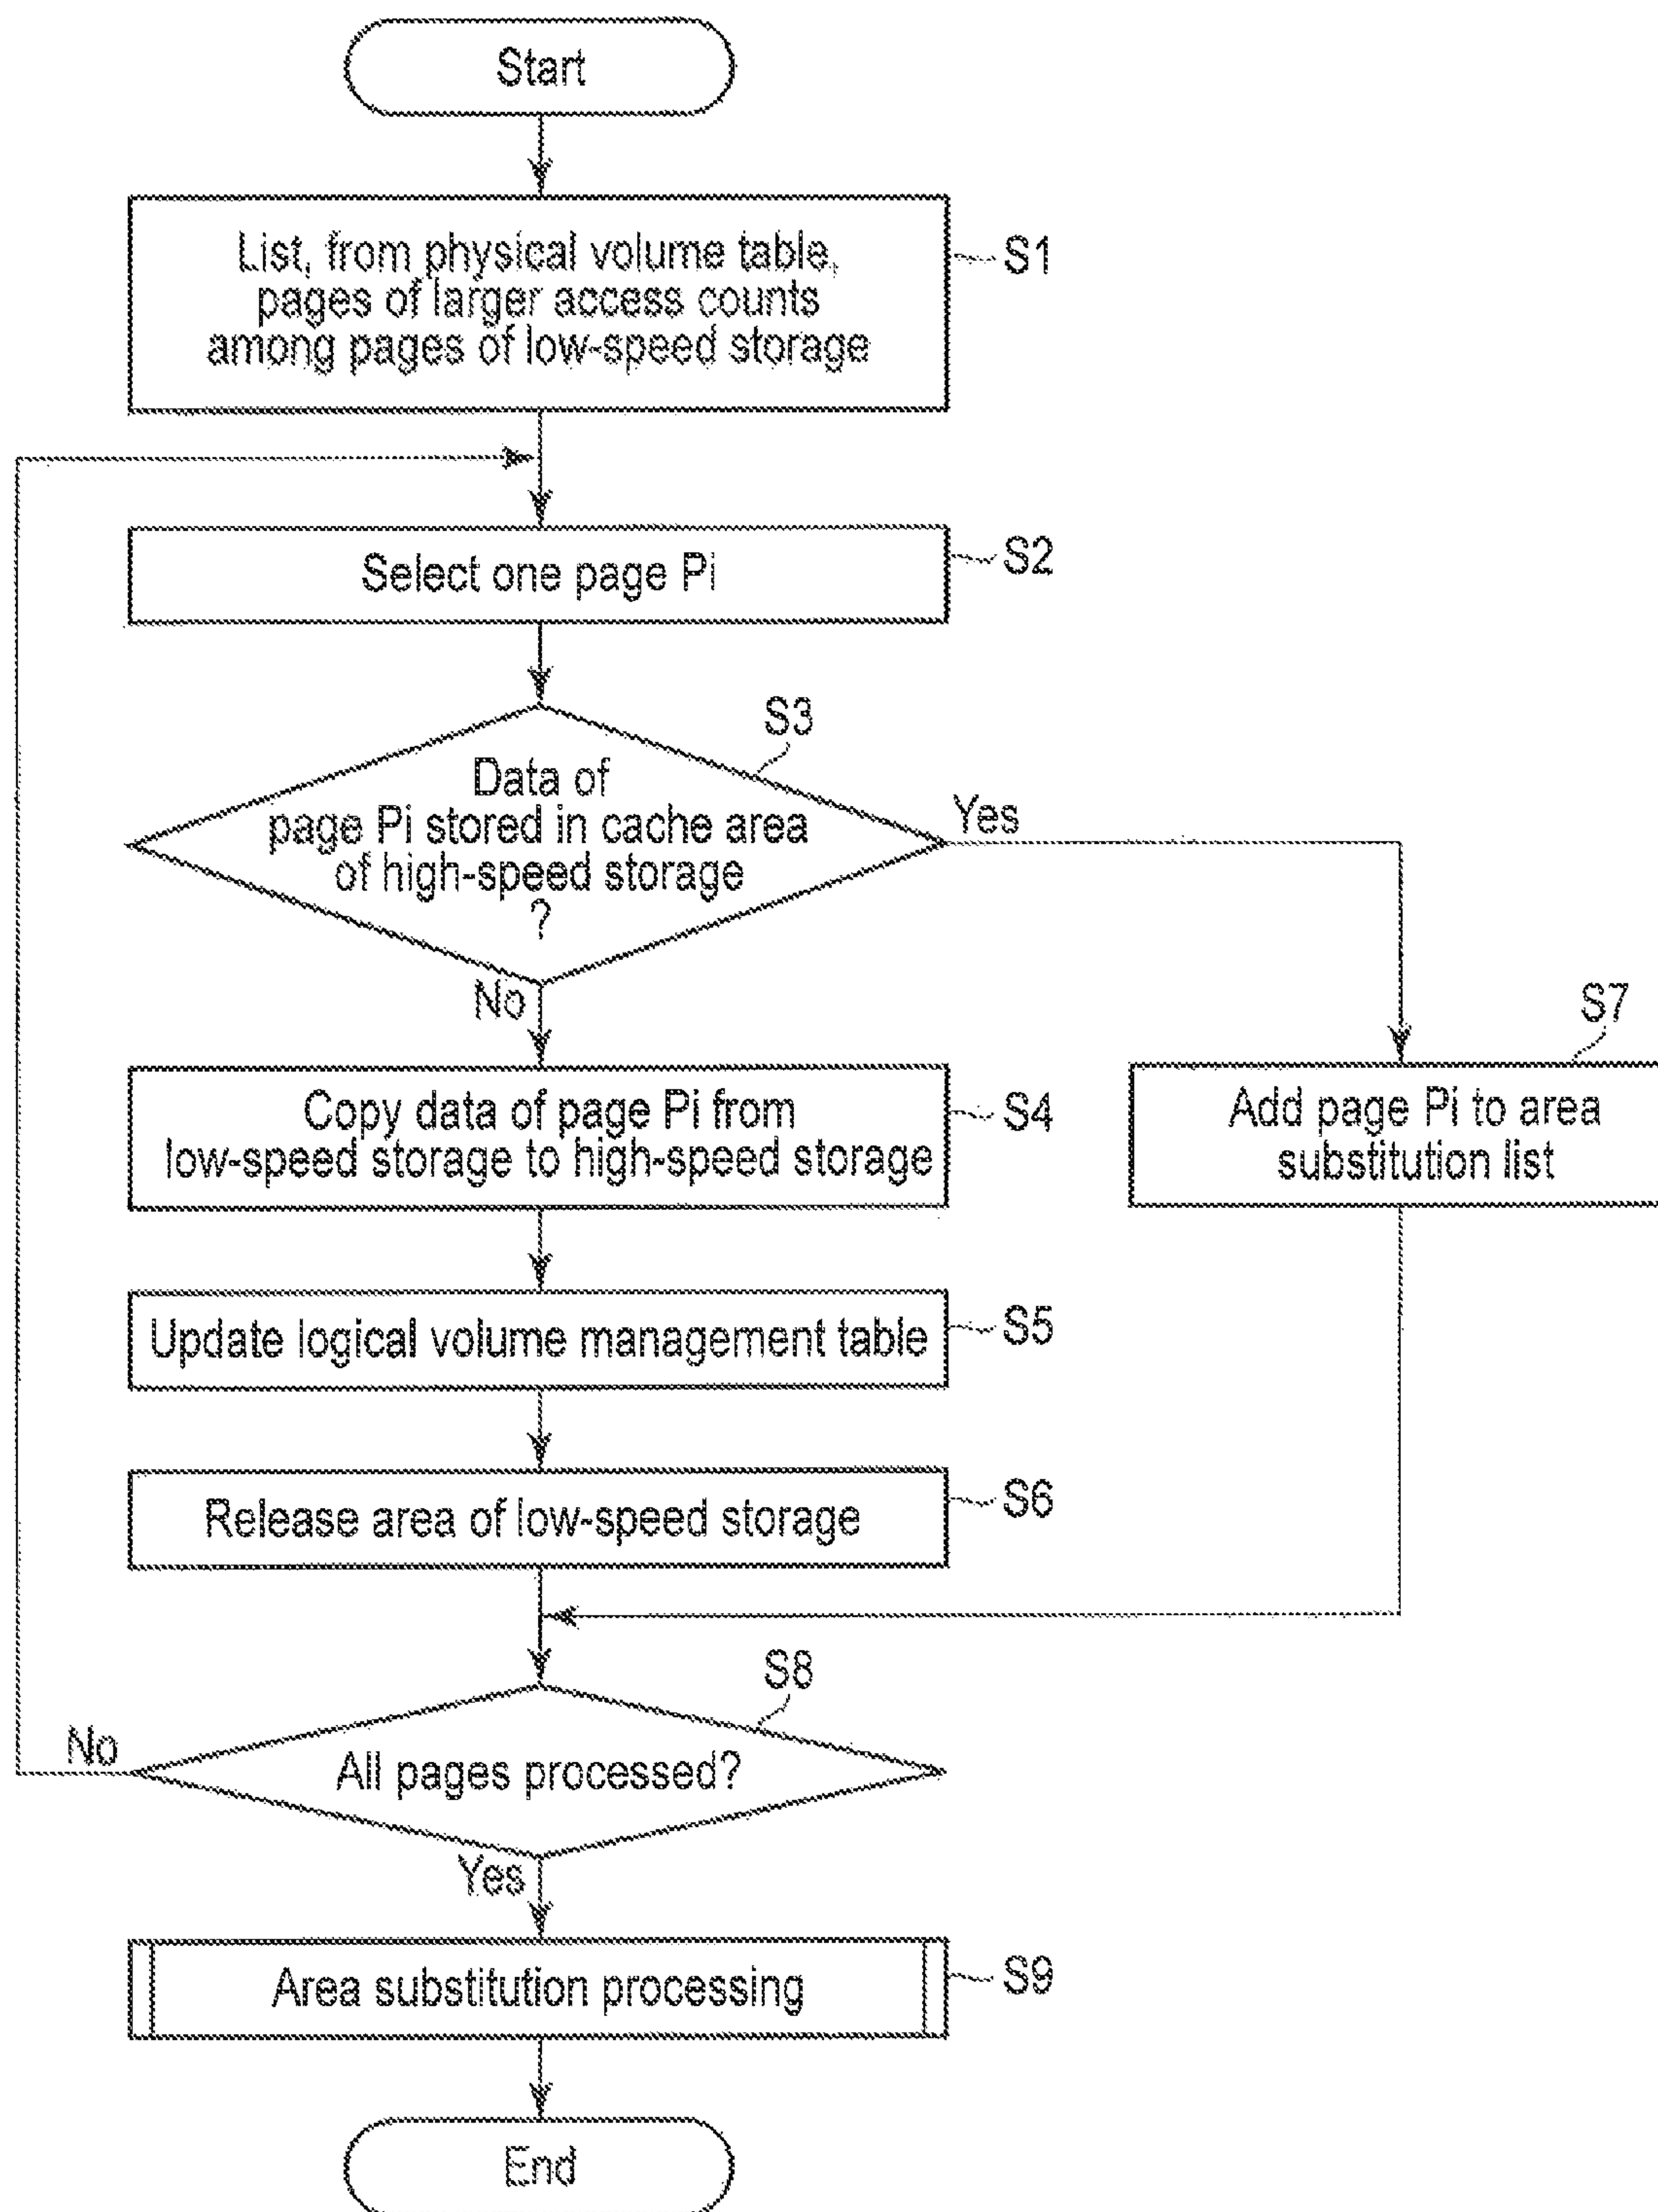 Start
List, from physical volume table,
pages of larger access counts
among pages of low-speed storage
S1
Select one page Pi
S2
S3
Data of
page Pi stored in cache area
of high-speed storage
?
Yes
No
S7
Copy data of page Pi from
low-speed storage to high-speed storage
S4
Add page Pi to area
substitution list
Update logical volume management table
S5
Release area of low-speed storage
S6
S8
No
All pages processed?
Yes
Area substitution processing
S9
End